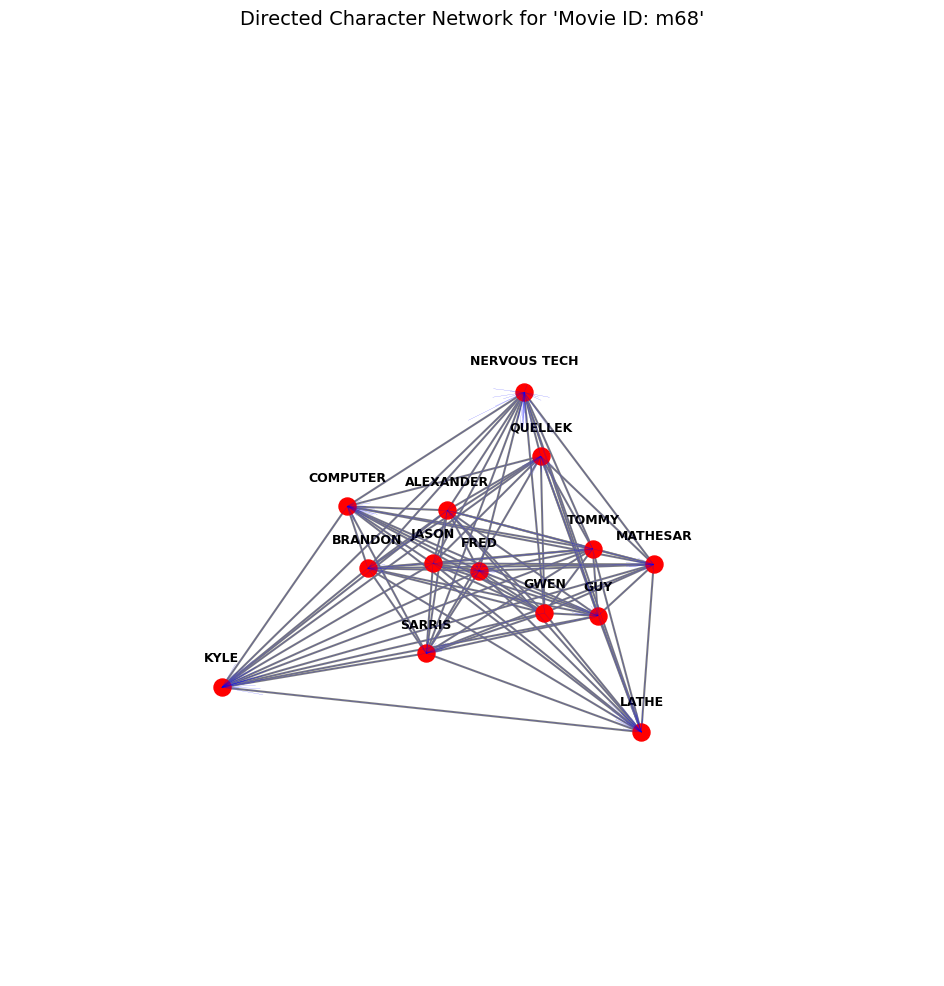 Directed Character Network for 'Movie ID: m68'
NERVOUS TECH
QUELLEK
COMPUTER
ALEXANDER
TOMMY
MATHESAR
BRANDON
JASON
FRED
GWEN
GUY
SARRIS
KYLE
LATHE